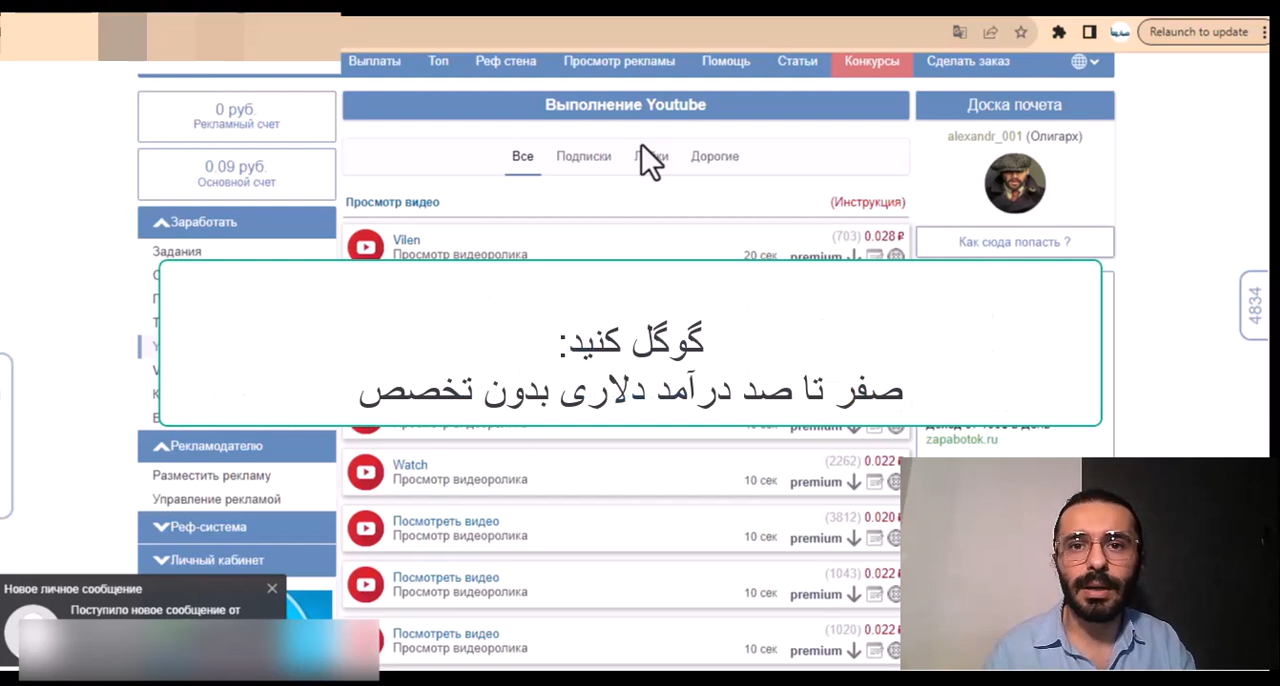 Relaunch to update
Выплаты Топ Реф стена Просмотр рекламы Помощь Статьи Конкурсы Сделать заказ
0 руб.
Рекламный счет
0.09 руб.
Основной счет
Заработать
Задания
Выполнение Youtube
Все Подписки Дорогие
Просмотр видео (Инструкция)
Vilen (703) 0.028 ₽
Просмотр видеоролика 20 сек premium
Доска почета
alexandr_001 (Олигарх)
Как сюда попасть ?
4834
گوگل کنید:
صفر تا صد درآمد دلاری بدون تخصص
zapabotok.ru
Рекламодателю
Разместить рекламу
Управление рекламой
Реф-система
Личный кабинет
Watch (2262) 0.022
Просмотр видеоролика 10 сек premium
Посмотреть видео (3812) 0.020
Просмотр видеоролика 10 сек premium
Посмотреть видео (1043) 0.022
Просмотр видеоролика 10 сек premium
Посмотреть видео (1020) 0.022
Просмотр видеоролика 10 сек premium
Новое личное сообщение
Поступило новое сообщение от